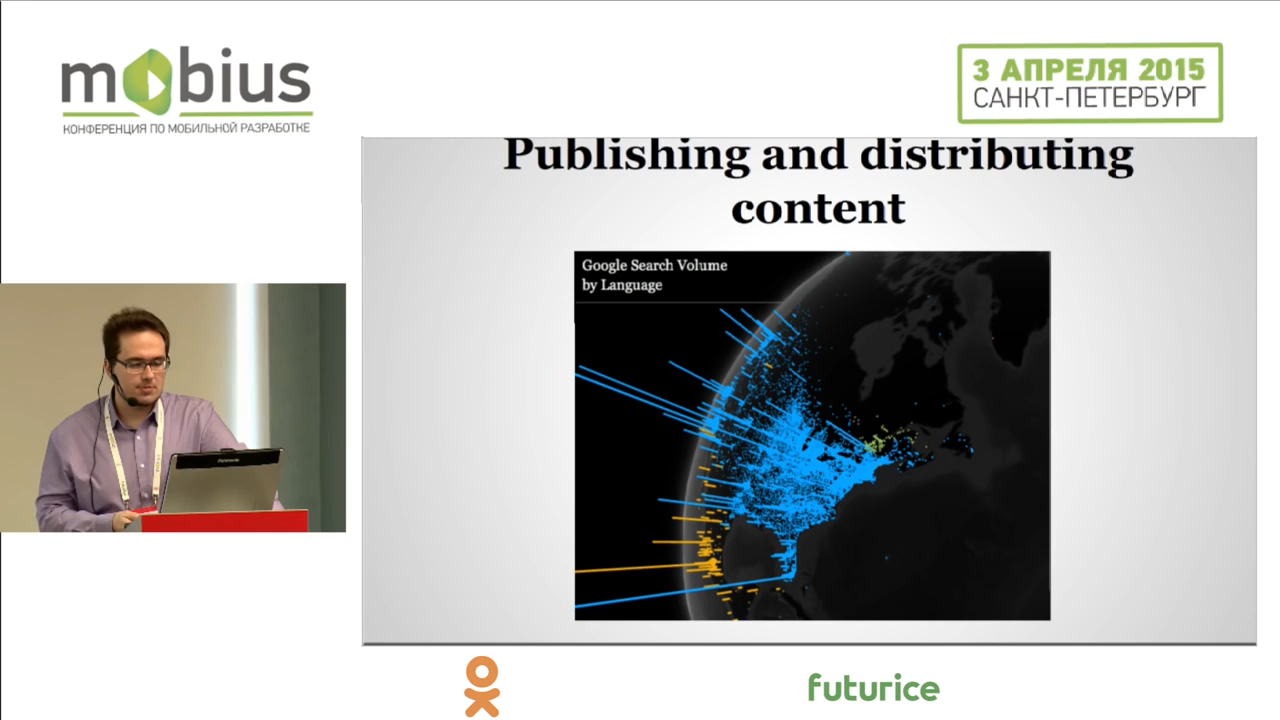 mobius
КОНФЕРЕНЦИЯ ПО МОБИЛЬНОЙ РАЗРАБОТКЕ
3 АПРЕЛЯ 2015
САНКТ-ПЕТЕРБУРГ
Publishing and distributing
content
Google Search Volume
by Language
futurice